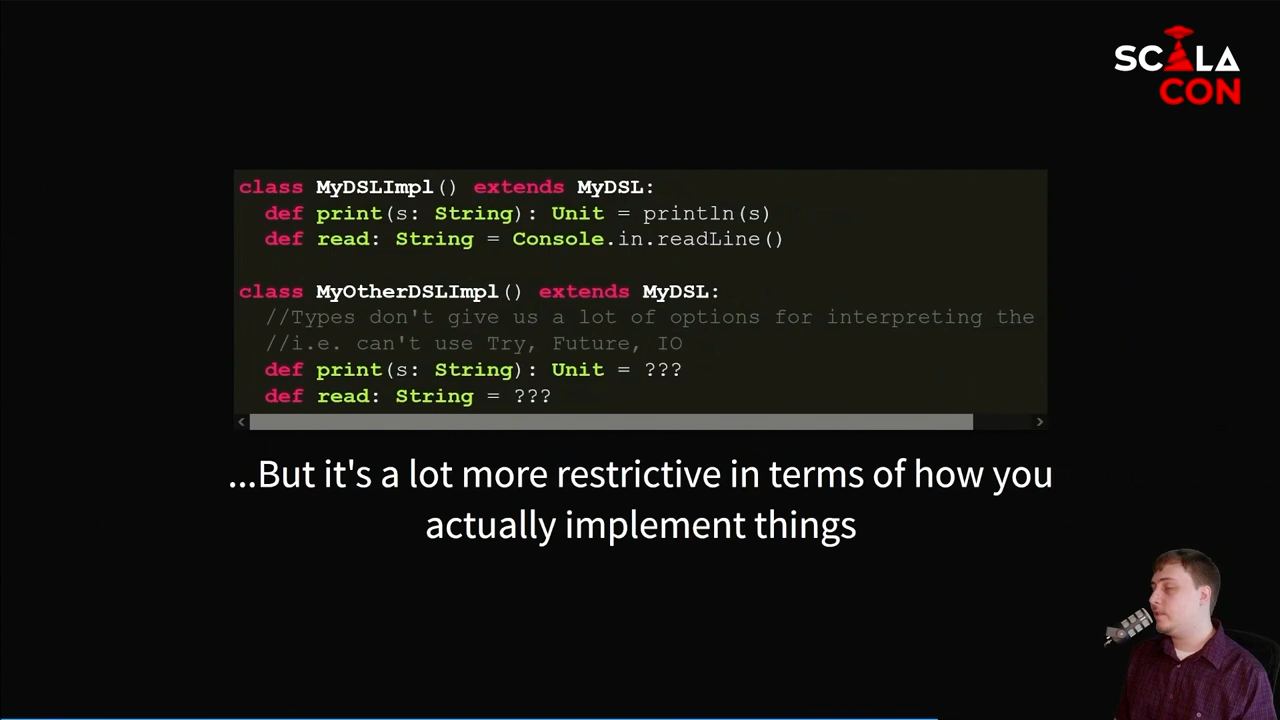 SCALA
CON
class MyDSLImpl() extends MyDSL:
  def print(s: String): Unit = println(s)
  def read: String = Console.in.readLine()
class MyOtherDSLImpl() extends MyDSL:
  //Types don't give us a lot of options for interpreting the
  //i.e. can't use Try, Future, IO
  def print(s: String): Unit = ???
  def read: String = ???
...But it's a lot more restrictive in terms of how you
actually implement things